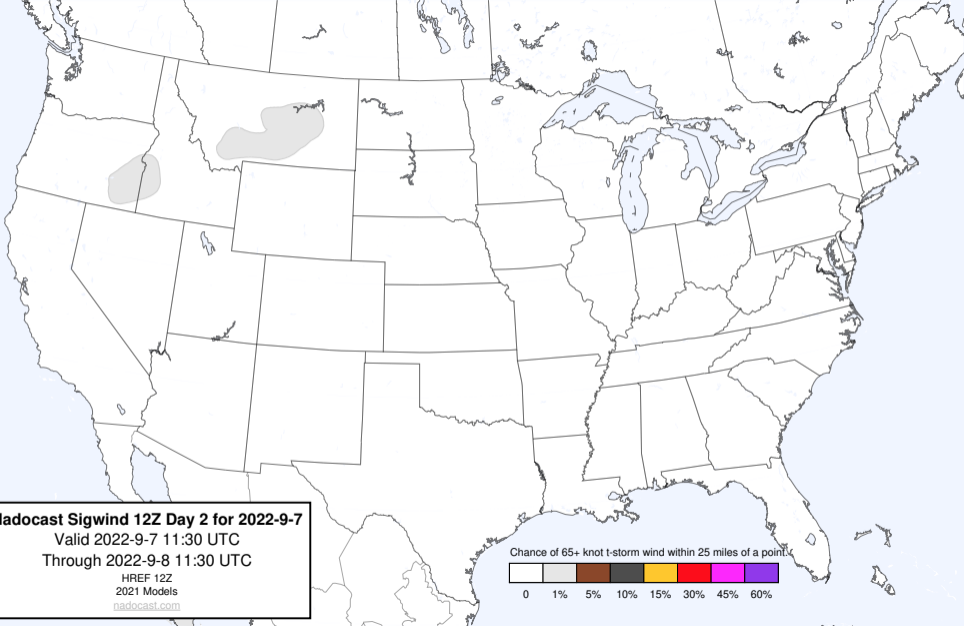 adocast Sigwind 12Z Day 2 for 2022-9-7
Valid 2022-9-7 11:30 UTC
Through 2022-9-8 11:30 UTC
HREF 12Z
2021 Models
nadocast.com
Chance of 65+ knot t-storm wind within 25 miles of a point.
0 1% 5% 10% 15% 30% 45% 60%